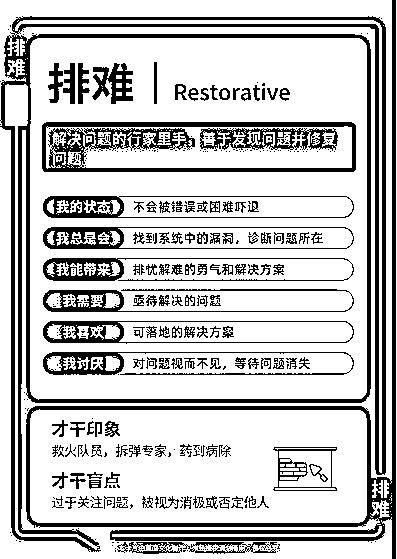 排难
排难 Restorative
解决问题的行家里手，善于发现问题并修复
问题
我的状态 不会被错误或困难吓退
我总是会 找到系统中的漏洞，诊断问题所在
我能带来 排忧解难的勇气和解决方案
我需要 亟待解决的问题
我喜欢 可落地的解决方案
我讨厌 对问题视而不见，等待问题消失
才干印象
救火队员，拆弹专家，药到病除
才干盲点
过于关注问题，被视为消极或否定他人
排难